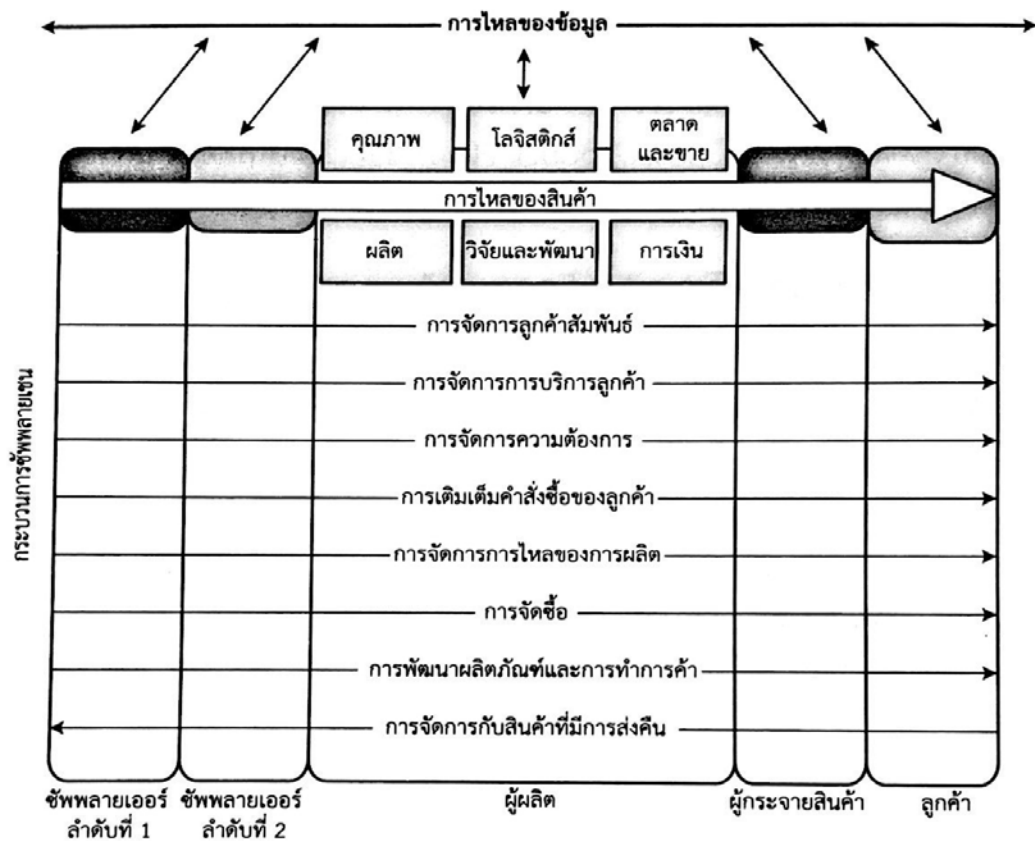 การไหลของข้อมูล
คุณภาพ
โลจิสติกส์
ตลาด
และขาย
การไหลของสินค้า
ผลิต
วิจัยและพัฒนา
การเงิน
กระบวนการซัพพลายเชน
การจัดการลูกค้าสัมพันธ์
การจัดการการบริการลูกค้า
การจัดการความต้องการ
การเติมเต็มคำสั่งซื้อของลูกค้า
การจัดการการไหลของการผลิต
การจัดซื้อ
การพัฒนาผลิตภัณฑ์และการทำการค้า
การจัดการกับสินค้าที่มีการส่งคืน
ซัพพลายเออร์
ลำดับที่ 1
ซัพพลายเออร์
ลำดับที่ 2
ผู้ผลิต
ผู้กระจายสินค้า
ลูกค้า